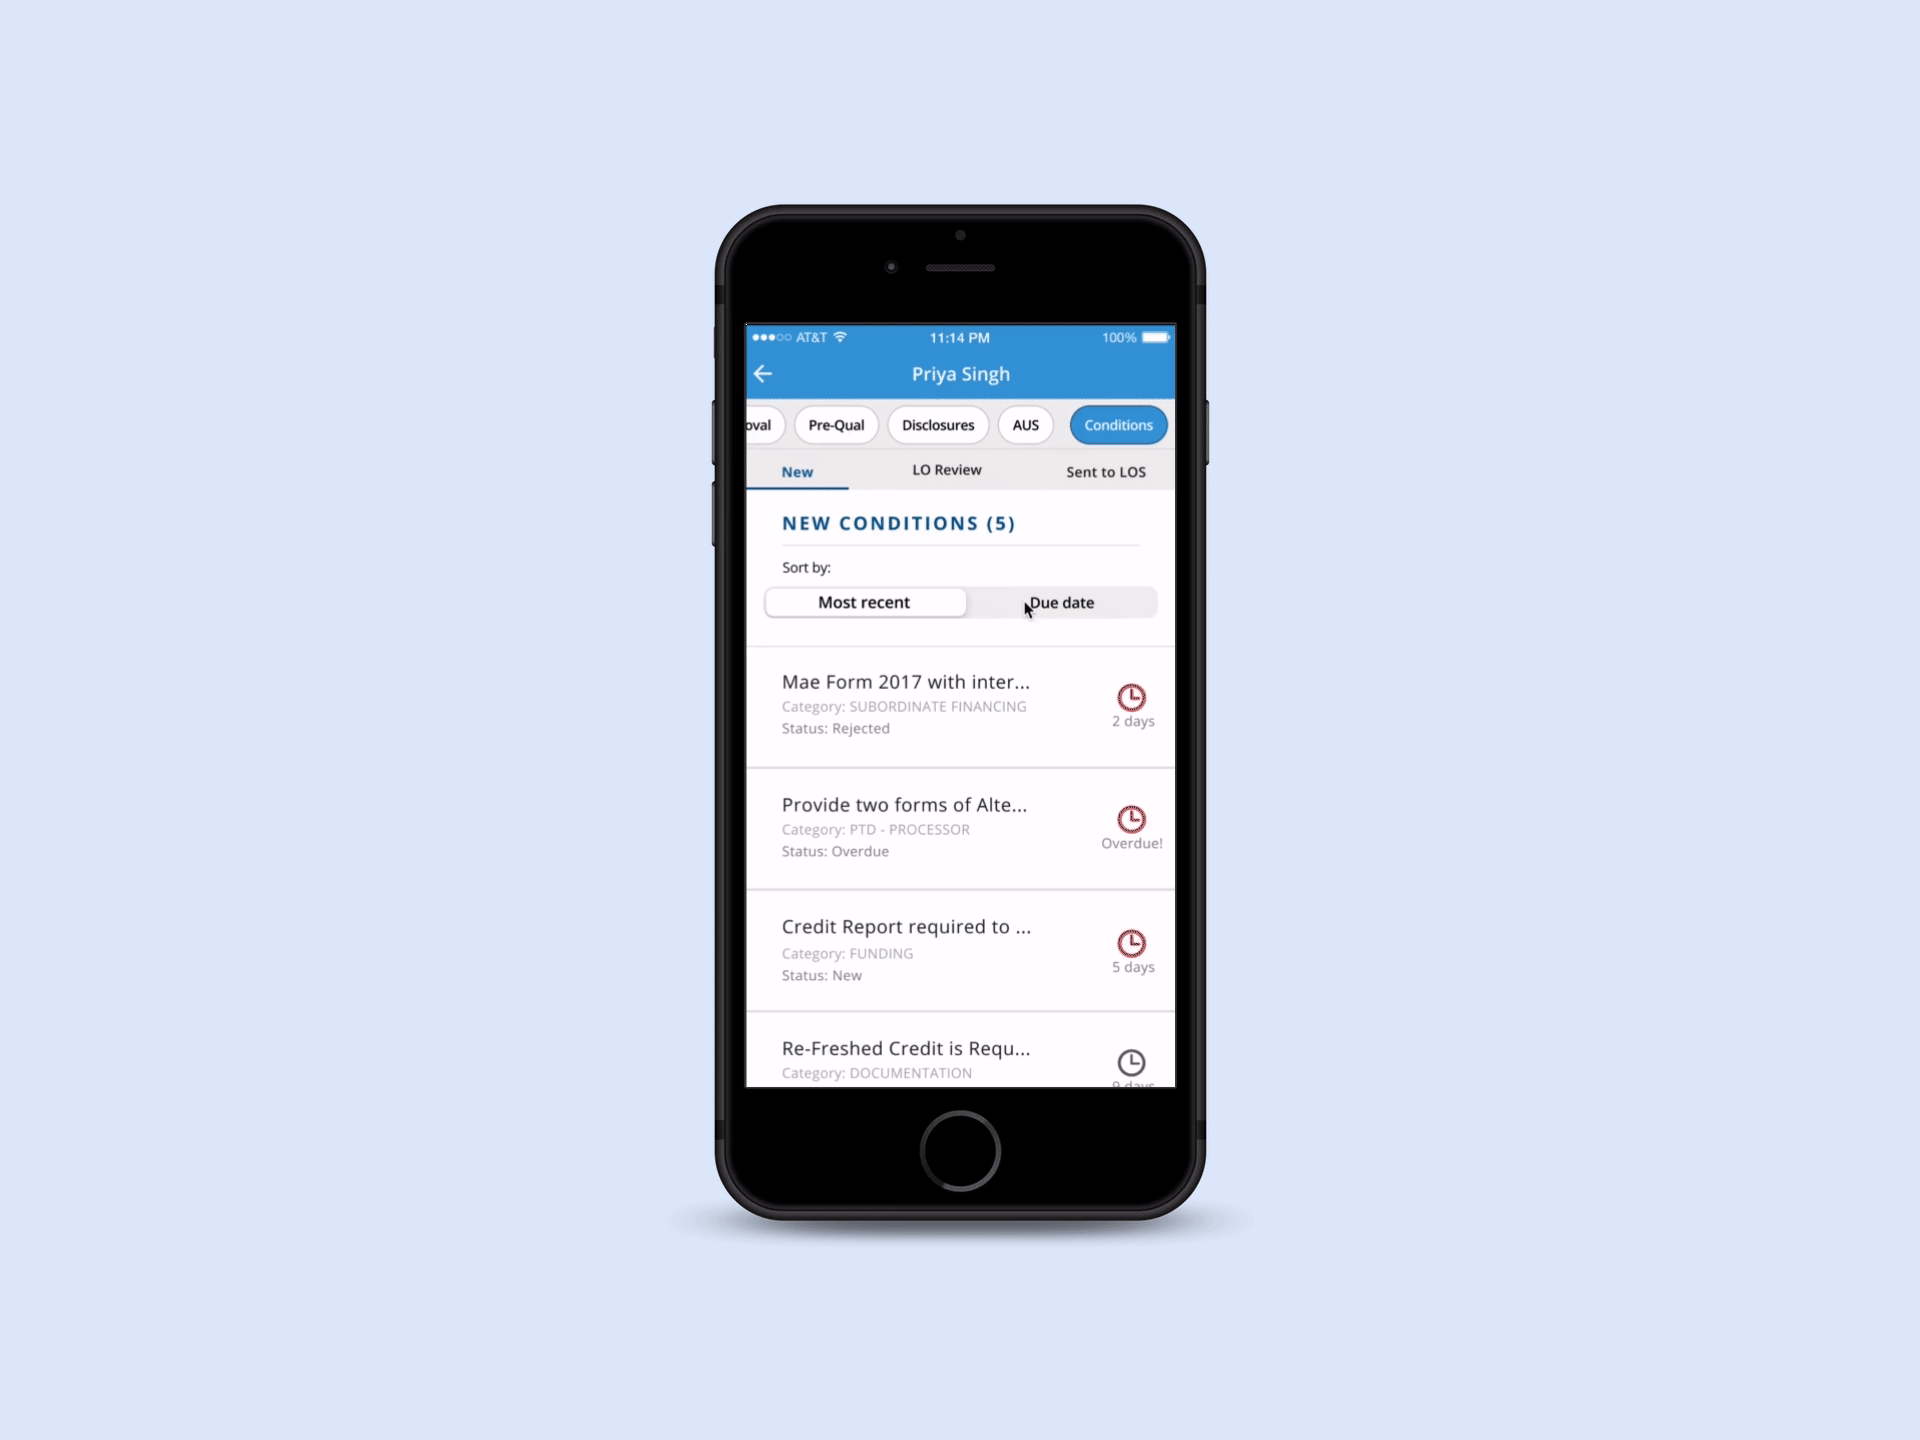 AT&T 11:14 PM 100%
Priya Singh
oval Pre-Qual Disclosures AUS Conditions
New LO Review Sent to LOS
NEW CONDITIONS (5)
Sort by:
Most recent Due date
Mae Form 2017 with inter...
Category: SUBORDINATE FINANCING
2 days
Status: Rejected
Provide two forms of Alte...
Category: PTD - PROCESSOR
Overdue!
Status: Overdue
Credit Report required to ...
Category: FUNDING
5 days
Status: New
Re-Freshed Credit is Requ...
Category: DOCUMENTATION
days